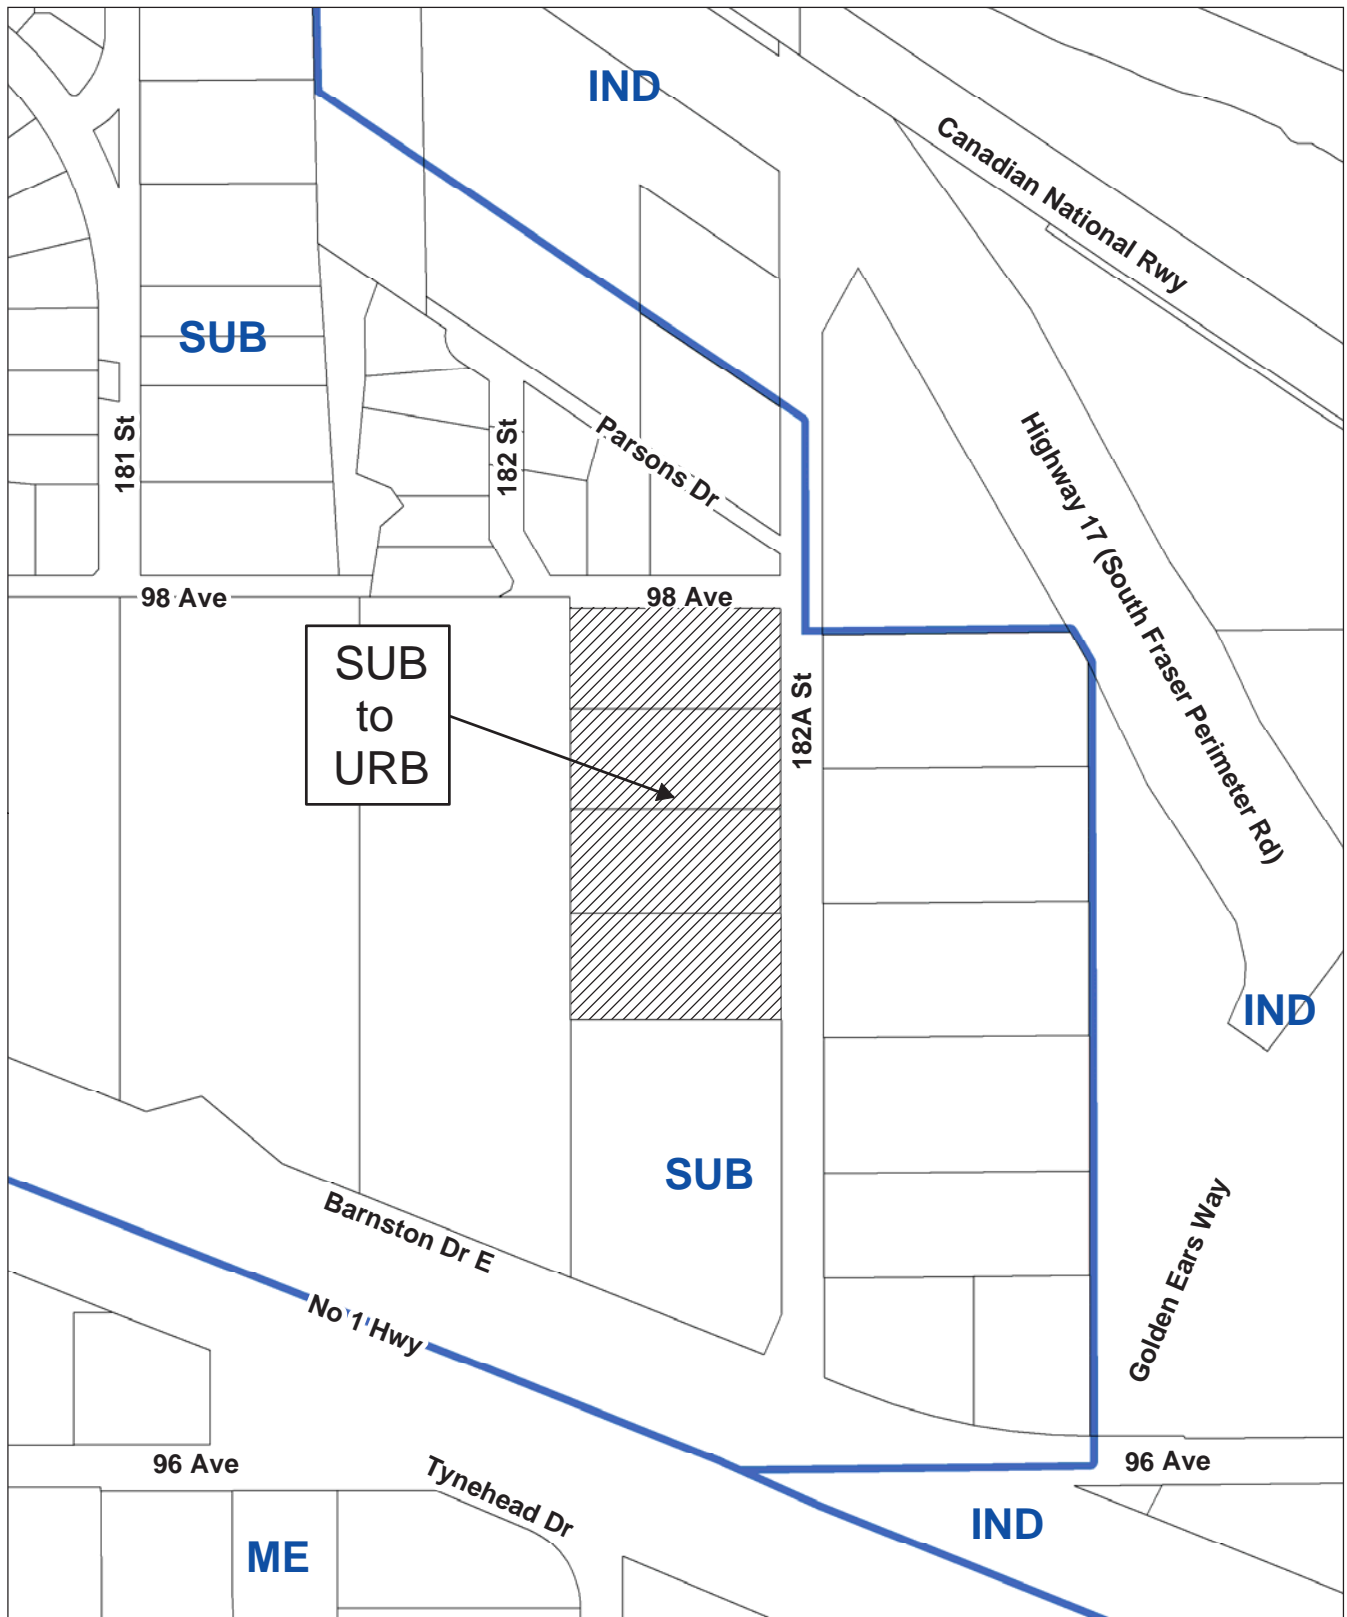 IND
Canadian National Rwy
SUB
181 St
182 St
Parsons Dr
Highway 17 (South Fraser Perimeter Rd)
98 Ave
98 Ave
SUB
to
URB
182A St
IND
SUB
Barnston Dr E
Golden Ears Way
No 1 Hwy
96 Ave
96 Ave
Tynehead Dr
IND
ME